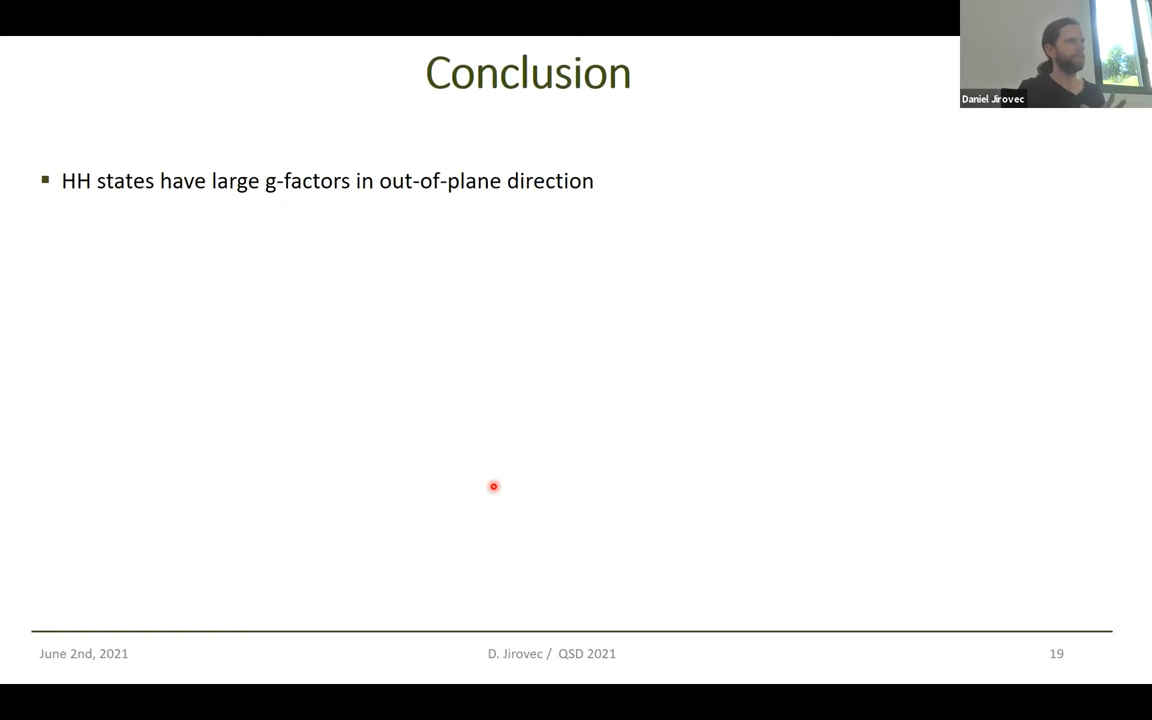 Conclusion
Daniel Jirovec
▪ HH states have large g-factors in out-of-plane direction
June 2nd, 2021
D. Jirovec / QSD 2021
19